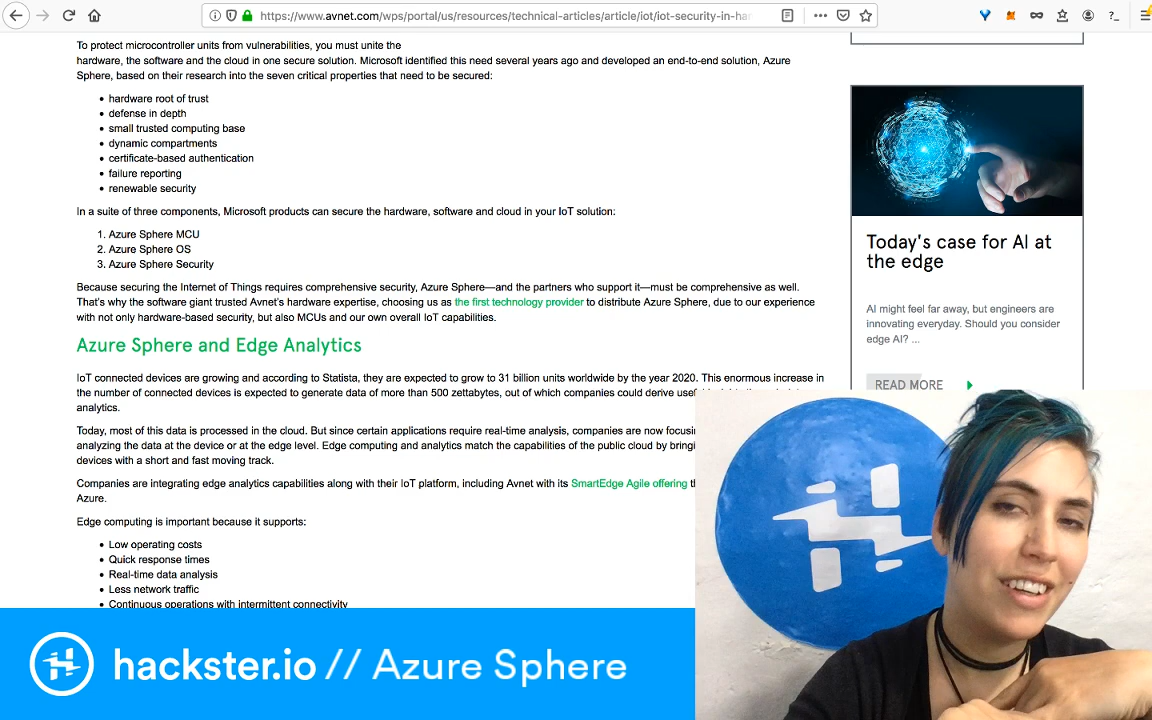 https://www.avnet.com/wps/portal/us/resources/technical-articles/article/iot/iot-security-in-har
To protect microcontroller units from vulnerabilities, you must unite the
hardware, the software and the cloud in one secure solution. Microsoft identified this need several years ago and developed an end-to-end solution, Azure
Sphere, based on their research into the seven critical properties that need to be secured:
• hardware root of trust
• defense in depth
• small trusted computing base
• dynamic compartments
• certificate-based authentication
• failure reporting
• renewable security
In a suite of three components, Microsoft products can secure the hardware, software and cloud in your IoT solution:
1. Azure Sphere MCU
2. Azure Sphere OS
3. Azure Sphere Security
Because securing the Internet of Things requires comprehensive security, Azure Sphere—and the partners who support it—must be comprehensive as well.
That's why the software giant trusted Avnet's hardware expertise, choosing us as the first technology provider to distribute Azure Sphere, due to our experience
with not only hardware-based security, but also MCUs and our own overall IoT capabilities.
Azure Sphere and Edge Analytics
IoT connected devices are growing and according to Statista, they are expected to grow to 31 billion units worldwide by the year 2020. This enormous increase in
the number of connected devices is expected to generate data of more than 500 zettabytes, out of which companies could derive
analytics.
Today, most of this data is processed in the cloud. But since certain applications require real-time analysis, companies are now
analyzing the data at the device or at the edge level. Edge computing and analytics match the capabilities of the public cloud by
devices with a short and fast moving track.
Companies are integrating edge analytics capabilities along with their IoT platform, including Avnet with its SmartEdge Agile offering
Azure.
Edge computing is important because it supports:
• Low operating costs
• Quick response times
• Real-time data analysis
• Less network traffic
• Continuous operations with intermittent connectivity
Today's case for AI at
the edge
AI might feel far away, but engineers are
innovating everyday. Should you consider
edge AI? ...
READ MORE
hackster.io // Azure Sphere